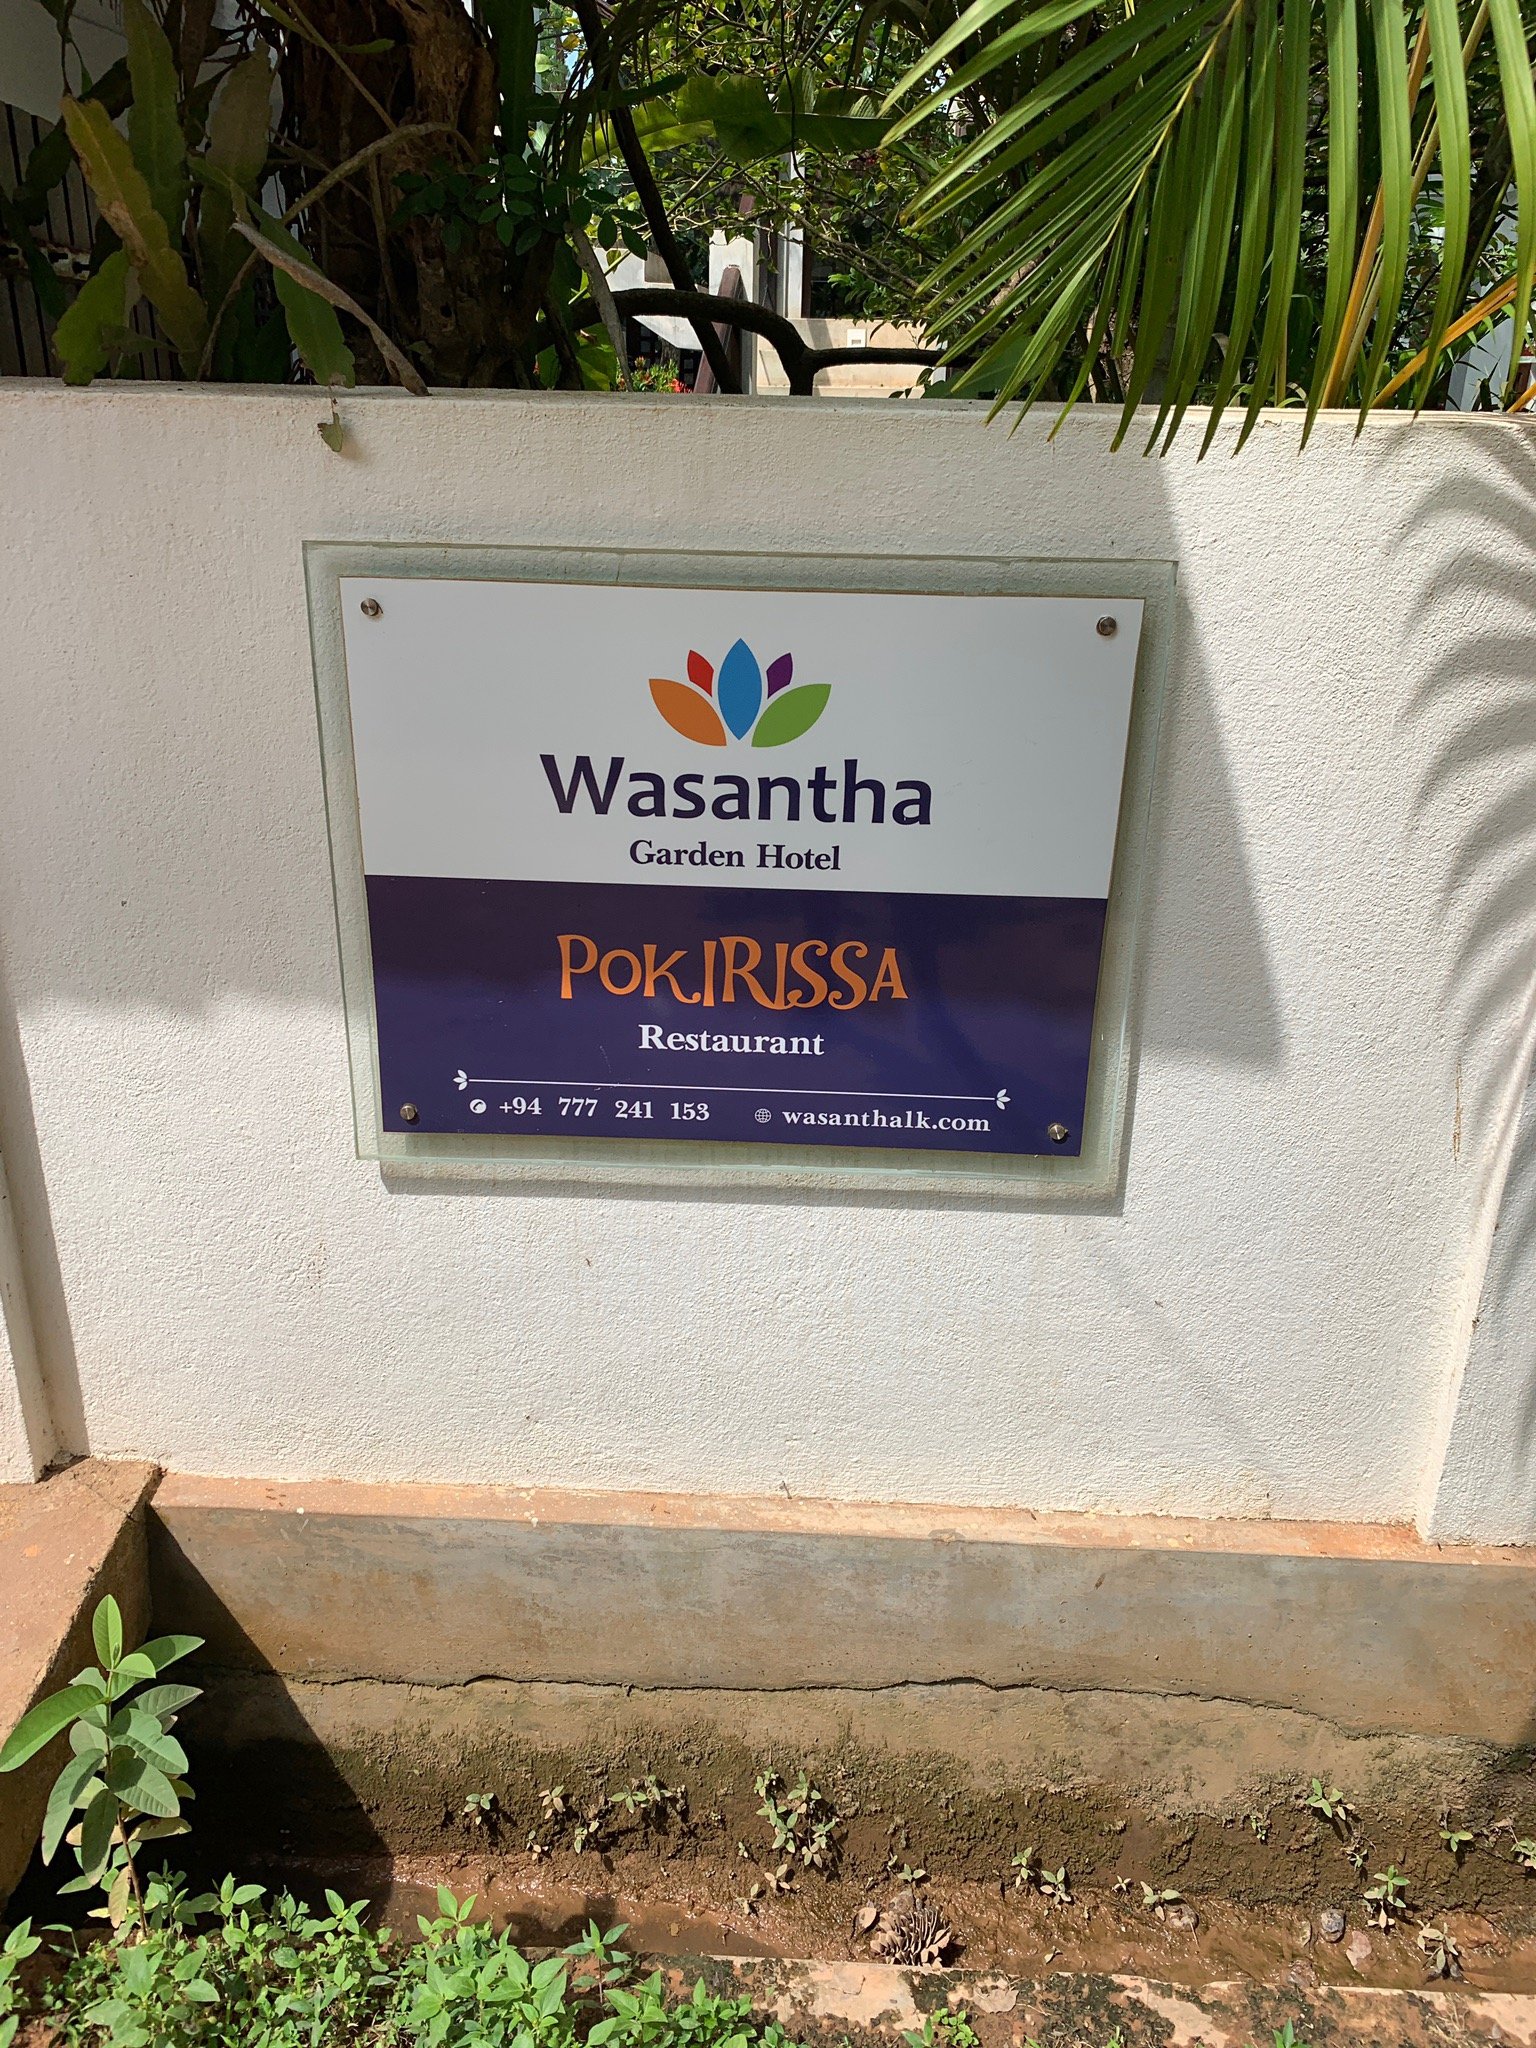 Wasantha
Garden Hotel
POKIRISSA
Restaurant
+94 777 241 153 wasanthalk.com